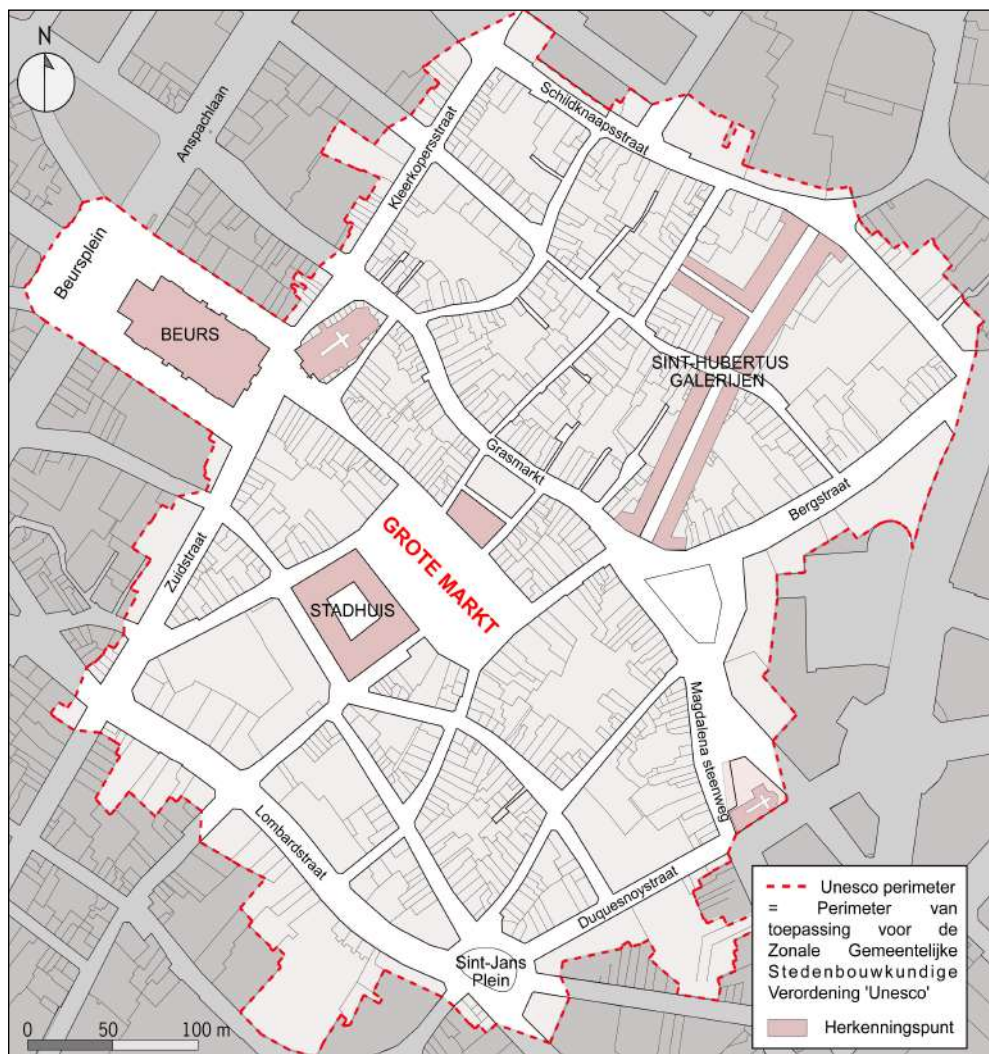 N
Anspachlaan
Kleerkopersstraat
Schildknaapsstraat
Beursplein
BEURS
SINT-HUBERTUS
GALERIJEN
Grasmarkt
Bergstraat
GROTE MARKT
Zuidstraat
STADHUIS
Magdalena steenweg
Lombardstraat
Duquesnoystraat
Sint-Jans
Plein
Unesco perimeter
= Perimeter van
toepassing voor de
Zonale Gemeentelijke
Stedenbouwkundige
Verordening 'Unesco'
Herkenningspunt
0 50 100 m